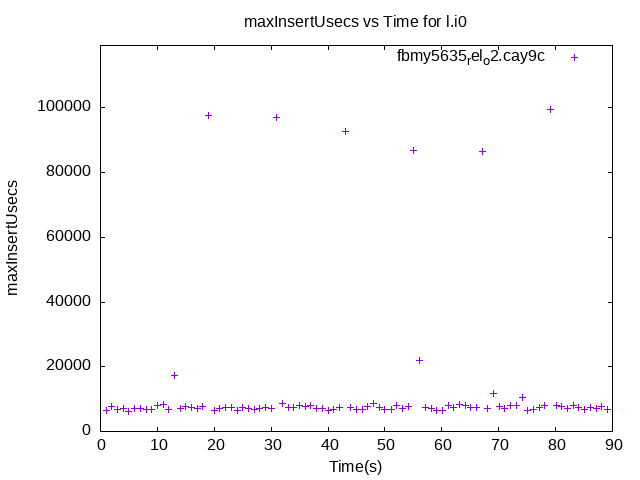 maxInsertUsecs vs Time for l.i0
fbmy5635relo2.cay9c
100000
80000
60000
40000
20000
0
maxInsertUsecs
0 10 20 30 40 50 60 70 80 90
Time(s)